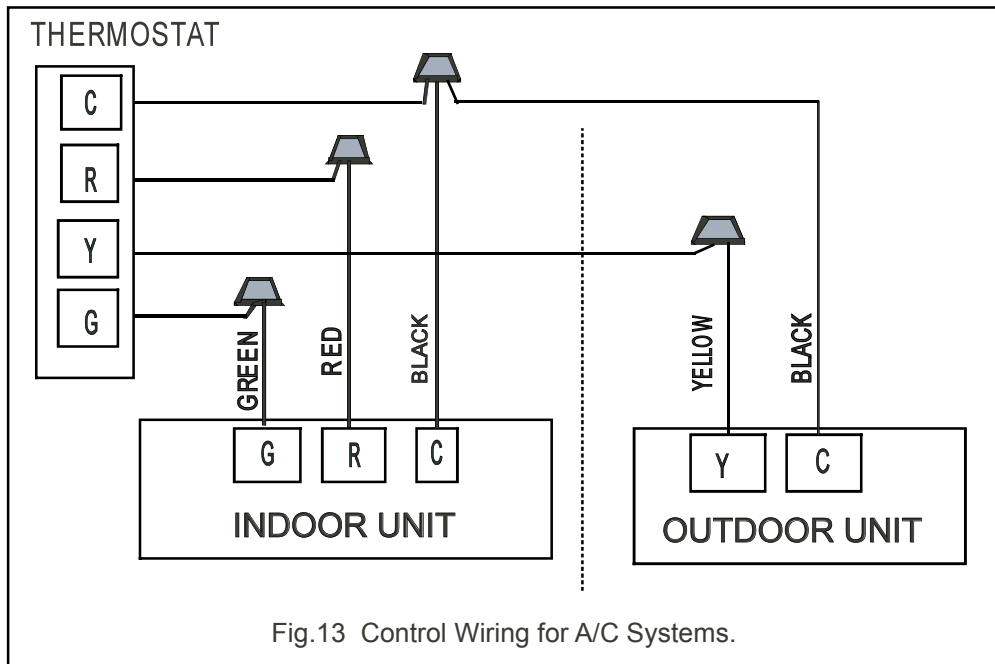 THERMOSTAT
C
R
Y
G
GREEN
RED
BLACK
YELLOW
BLACK
G R C
INDOOR UNIT
Y C
OUTDOOR UNIT
Fig.13 Control Wiring for A/C Systems.